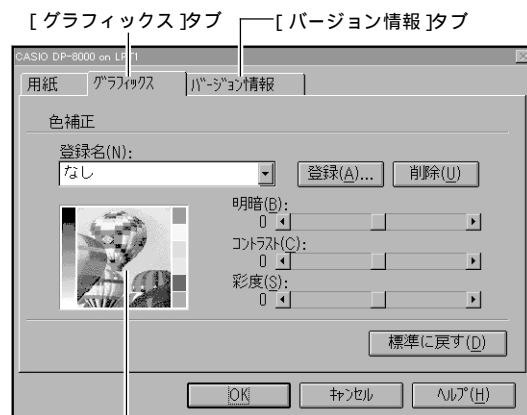 [グラフィックス]タブ
[バージョン情報]タブ
CASIO DP-8000 on LPT1
用紙
ｸﾞﾗﾌｨｯｸｽ
ﾊﾞｰｼﾞｮﾝ情報
色補正
登録名(N):
なし
登録(A)...
削除(U)
明暗(B):
0
ｺﾝﾄﾗｽﾄ(C):
0
彩度(S):
0
標準に戻す(D)
OK
ｷｬﾝｾﾙ
ﾍﾙﾌﾟ(H)